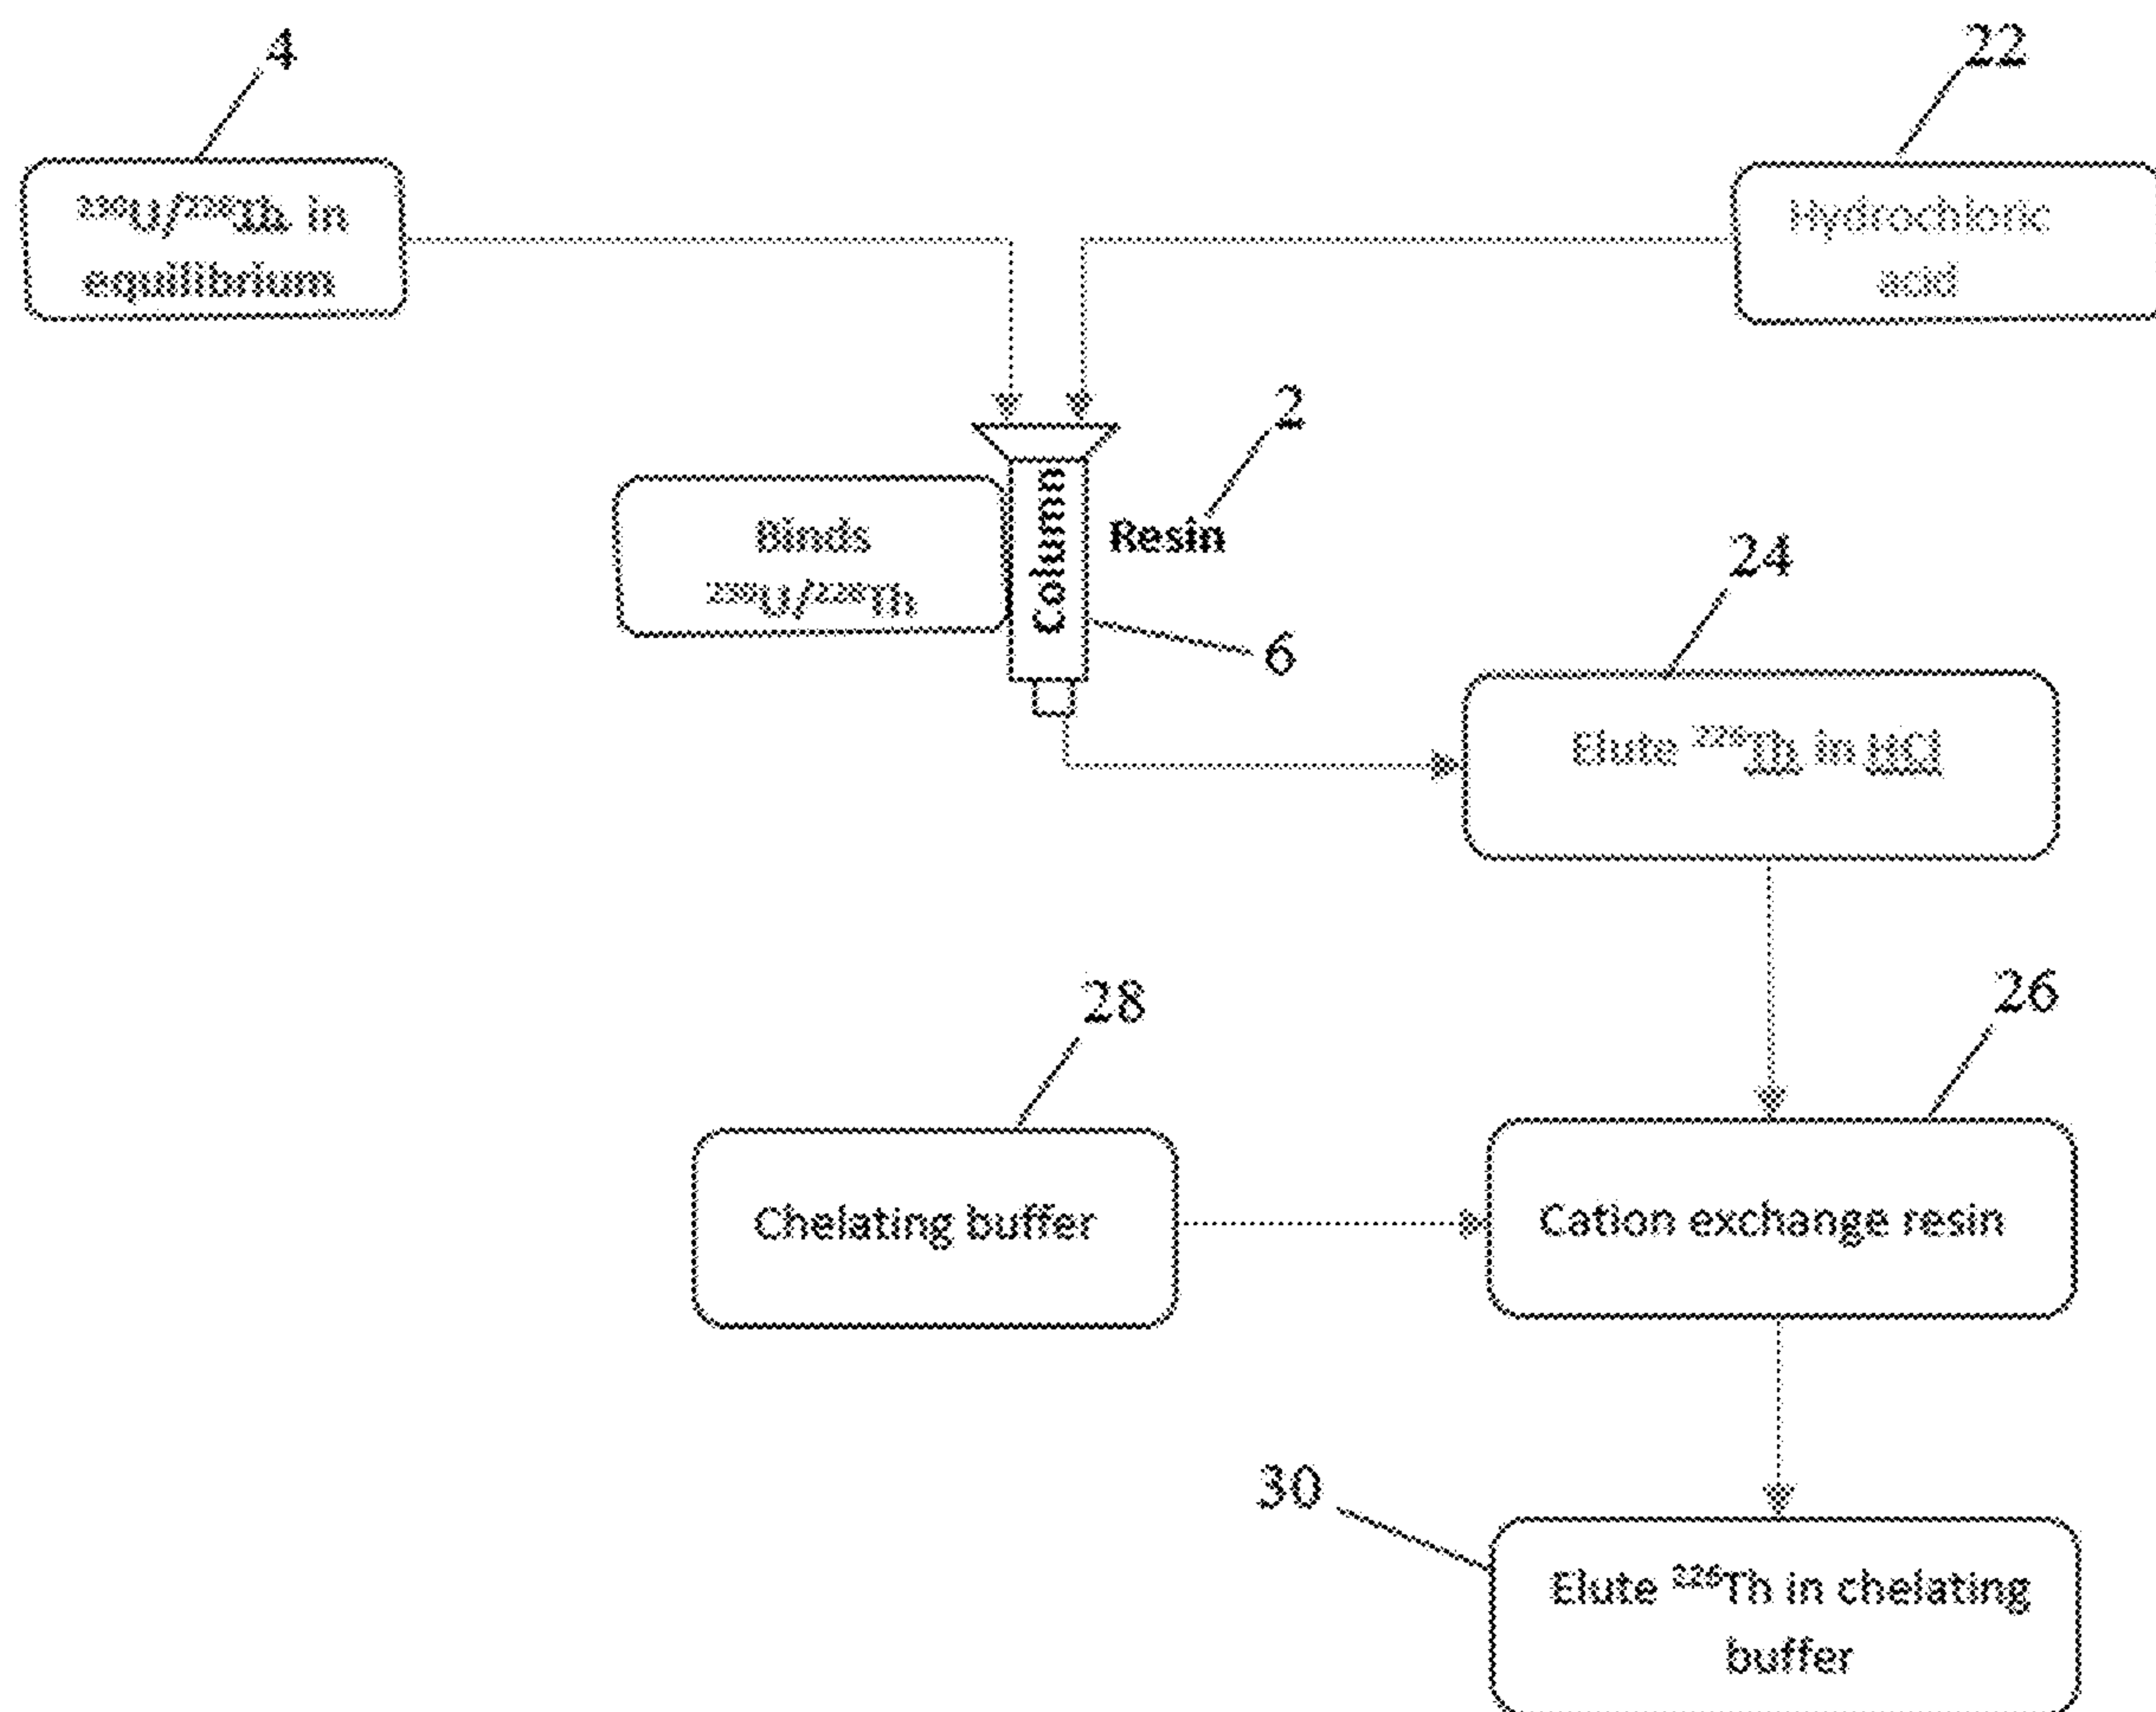 4
22
²³⁰U/²²⁶Th in
equilibrium
Hydrochloric
acid
2
Column
Resin
Binds
²³⁰U/²²⁶Th
6
24
Elute ²²⁶Th in HCl
28
26
Chelating buffer
Cation exchange resin
30
Elute ²²⁶Th in chelating
buffer